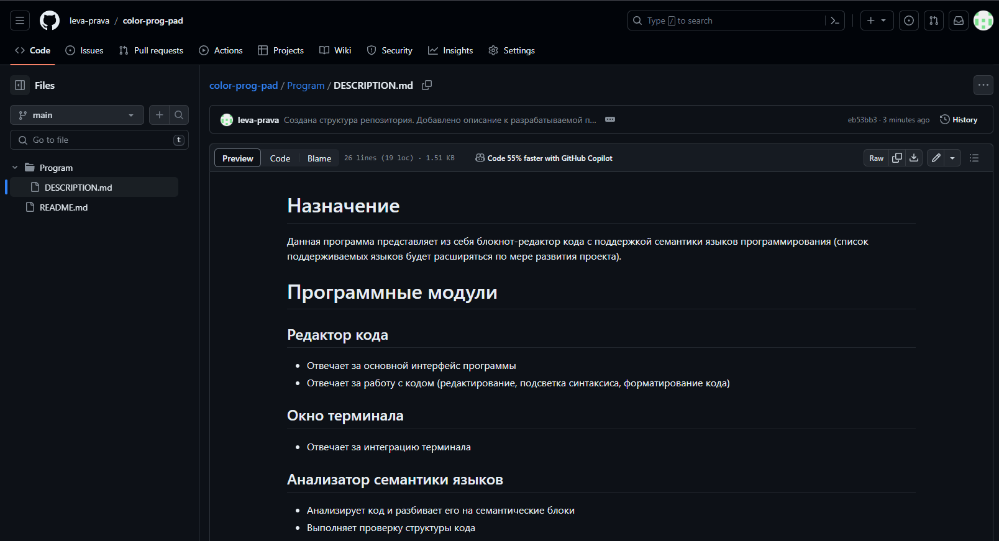 leva-prava / color-prog-pad
Type / to search
Code Issues Pull requests Actions Projects Wiki Security Insights Settings
Files
main
Go to file
t
Program
DESCRIPTION.md
README.md
color-prog-pad / Program / DESCRIPTION.md
leva-prava Создана структура репозитория. Добавлено описание к разрабатываемой п...
eb53bb3 · 3 minutes ago History
Preview Code Blame 26 lines (19 loc) · 1.51 KB Code 55% faster with GitHub Copilot
Raw
Назначение
Данная программа представляет из себя блокнот-редактор кода с поддержкой семантики языков программирования (список
поддерживаемых языков будет расширяться по мере развития проекта).
Программные модули
Редактор кода
• Отвечает за основной интерфейс программы
• Отвечает за работу с кодом (редактирование, подсветка синтаксиса, форматирование кода)
Окно терминала
• Отвечает за интеграцию терминала
Анализатор семантики языков
• Анализирует код и разбивает его на семантические блоки
• Выполняет проверку структуры кода